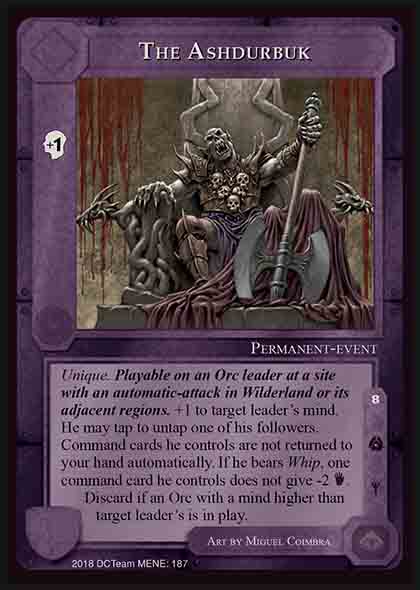 The Ashdurbuk
+1
Permanent-event
Unique. Playable on an Orc leader at a site
with an automatic-attack in Wilderland or its
adjacent regions. +1 to target leader's mind.
He may tap to untap one of his followers.
Command cards he controls are not returned to
your hand automatically. If he bears Whip, one
command card he controls does not give -2
Discard if an Orc with a mind higher than
target leader's is in play.
8
Art by Miguel Coimbra
2018 DCTeam MENE: 187